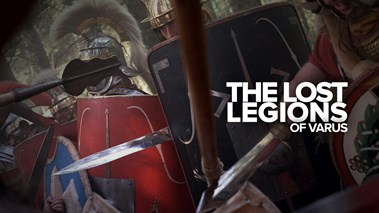 THE LOST
LEGIONS
OF VARUS